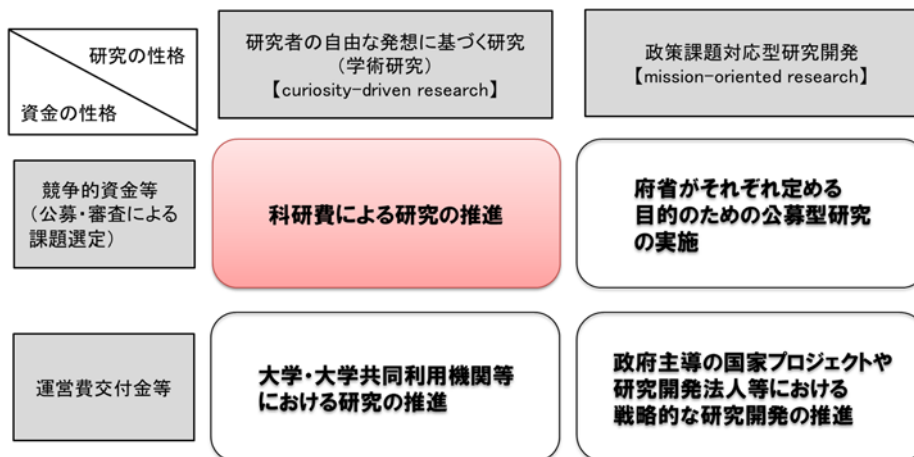 研究の性格
資金の性格
研究者の自由な発想に基づく研究
(学術研究)
【curiosity-driven research】
政策課題対応型研究開発
【mission-oriented research】
競争的資金等
(公募・審査による
課題選定)
科研費による研究の推進
府省がそれぞれ定める
目的のための公募型研究
の実施
運営費交付金等
大学・大学共同利用機関等
における研究の推進
政府主導の国家プロジェクトや
研究開発法人等における
戦略的な研究開発の推進